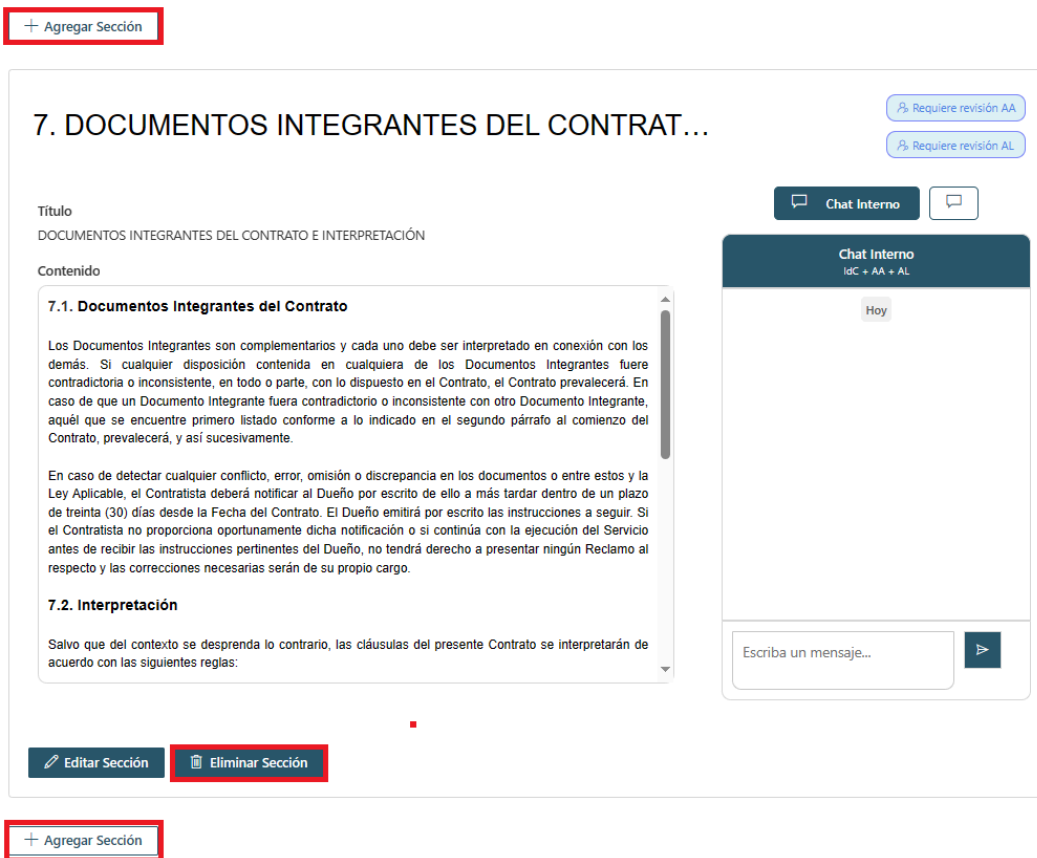 + Agregar Sección
7. DOCUMENTOS INTEGRANTES DEL CONTRAT...
Requiere revisión AA
Requiere revisión AL
Chat Interno
Título
DOCUMENTOS INTEGRANTES DEL CONTRATO E INTERPRETACIÓN
Contenido
7.1. Documentos Integrantes del Contrato
Los Documentos Integrantes son complementarios y cada uno debe ser interpretado en conexión con los
demás. Si cualquier disposición contenida en cualquiera de los Documentos Integrantes fuere
contradictoria o inconsistente, en todo o parte, con lo dispuesto en el Contrato, el Contrato prevalecerá. En
caso de que un Documento Integrante fuera contradictorio o inconsistente con otro Documento Integrante,
aquél que se encuentre primero listado conforme a lo indicado en el segundo párrafo al comienzo del
Contrato, prevalecerá, y así sucesivamente.
En caso de detectar cualquier conflicto, error, omisión o discrepancia en los documentos o entre estos y la
Ley Aplicable, el Contratista deberá notificar al Dueño por escrito de ello a más tardar dentro de un plazo
de treinta (30) días desde la Fecha del Contrato. El Dueño emitirá por escrito las instrucciones a seguir. Si
el Contratista no proporciona oportunamente dicha notificación o si continúa con la ejecución del Servicio
antes de recibir las instrucciones pertinentes del Dueño, no tendrá derecho a presentar ningún Reclamo al
respecto y las correcciones necesarias serán de su propio cargo.
7.2. Interpretación
Salvo que del contexto se desprenda lo contrario, las cláusulas del presente Contrato se interpretarán de
acuerdo con las siguientes reglas:
Chat Interno
IdC + AA + AL
Hoy
Escriba un mensaje...
Editar Sección
Eliminar Sección
+ Agregar Sección